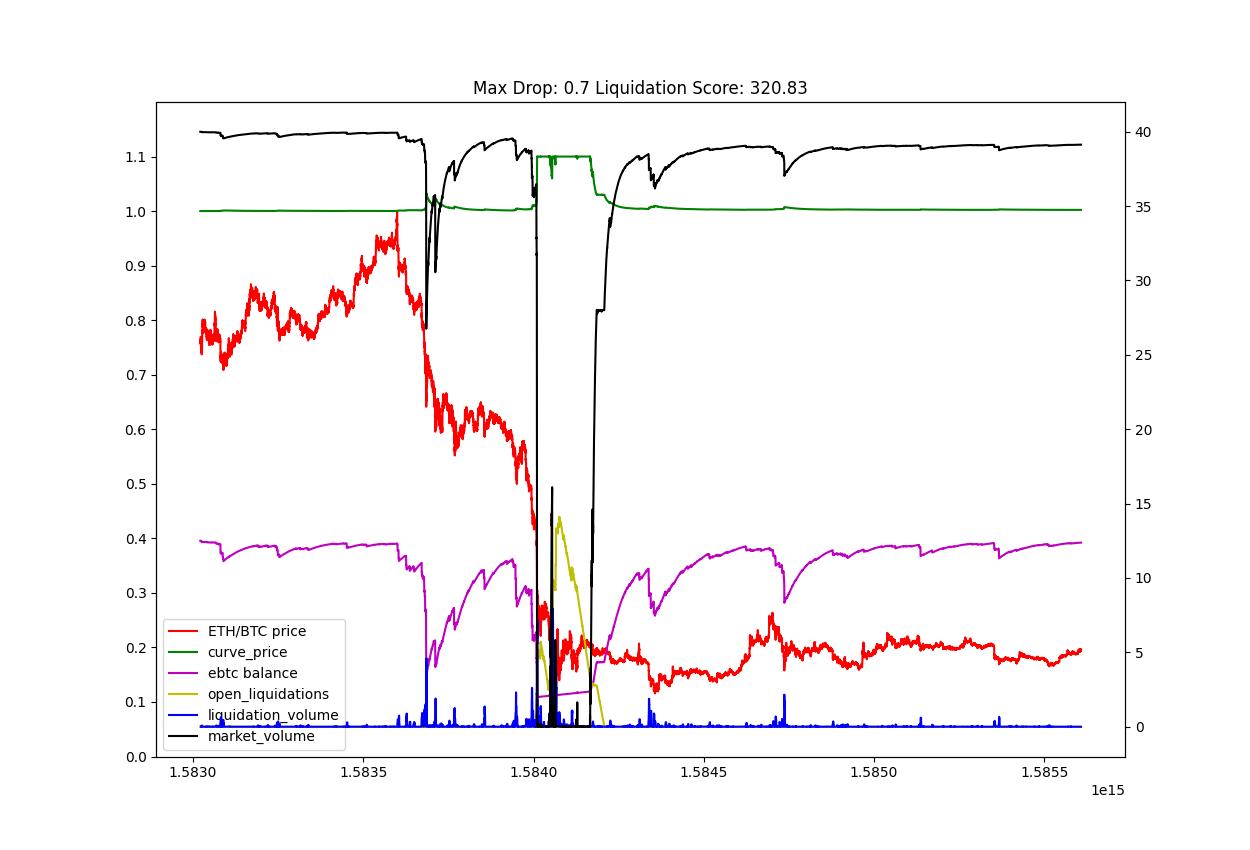 Max Drop: 0.7 Liquidation Score: 320.83
1.1
1.0
0.9
0.8
0.7
0.6
0.5
0.4
0.3
0.2
0.1
0.0
40
35
30
25
20
15
10
5
0
ETH/BTC price
curve_price
ebtc balance
open_liquidations
liquidation_volume
market_volume
1.5830 1.5835 1.5840 1.5845 1.5850 1.5855
1e15